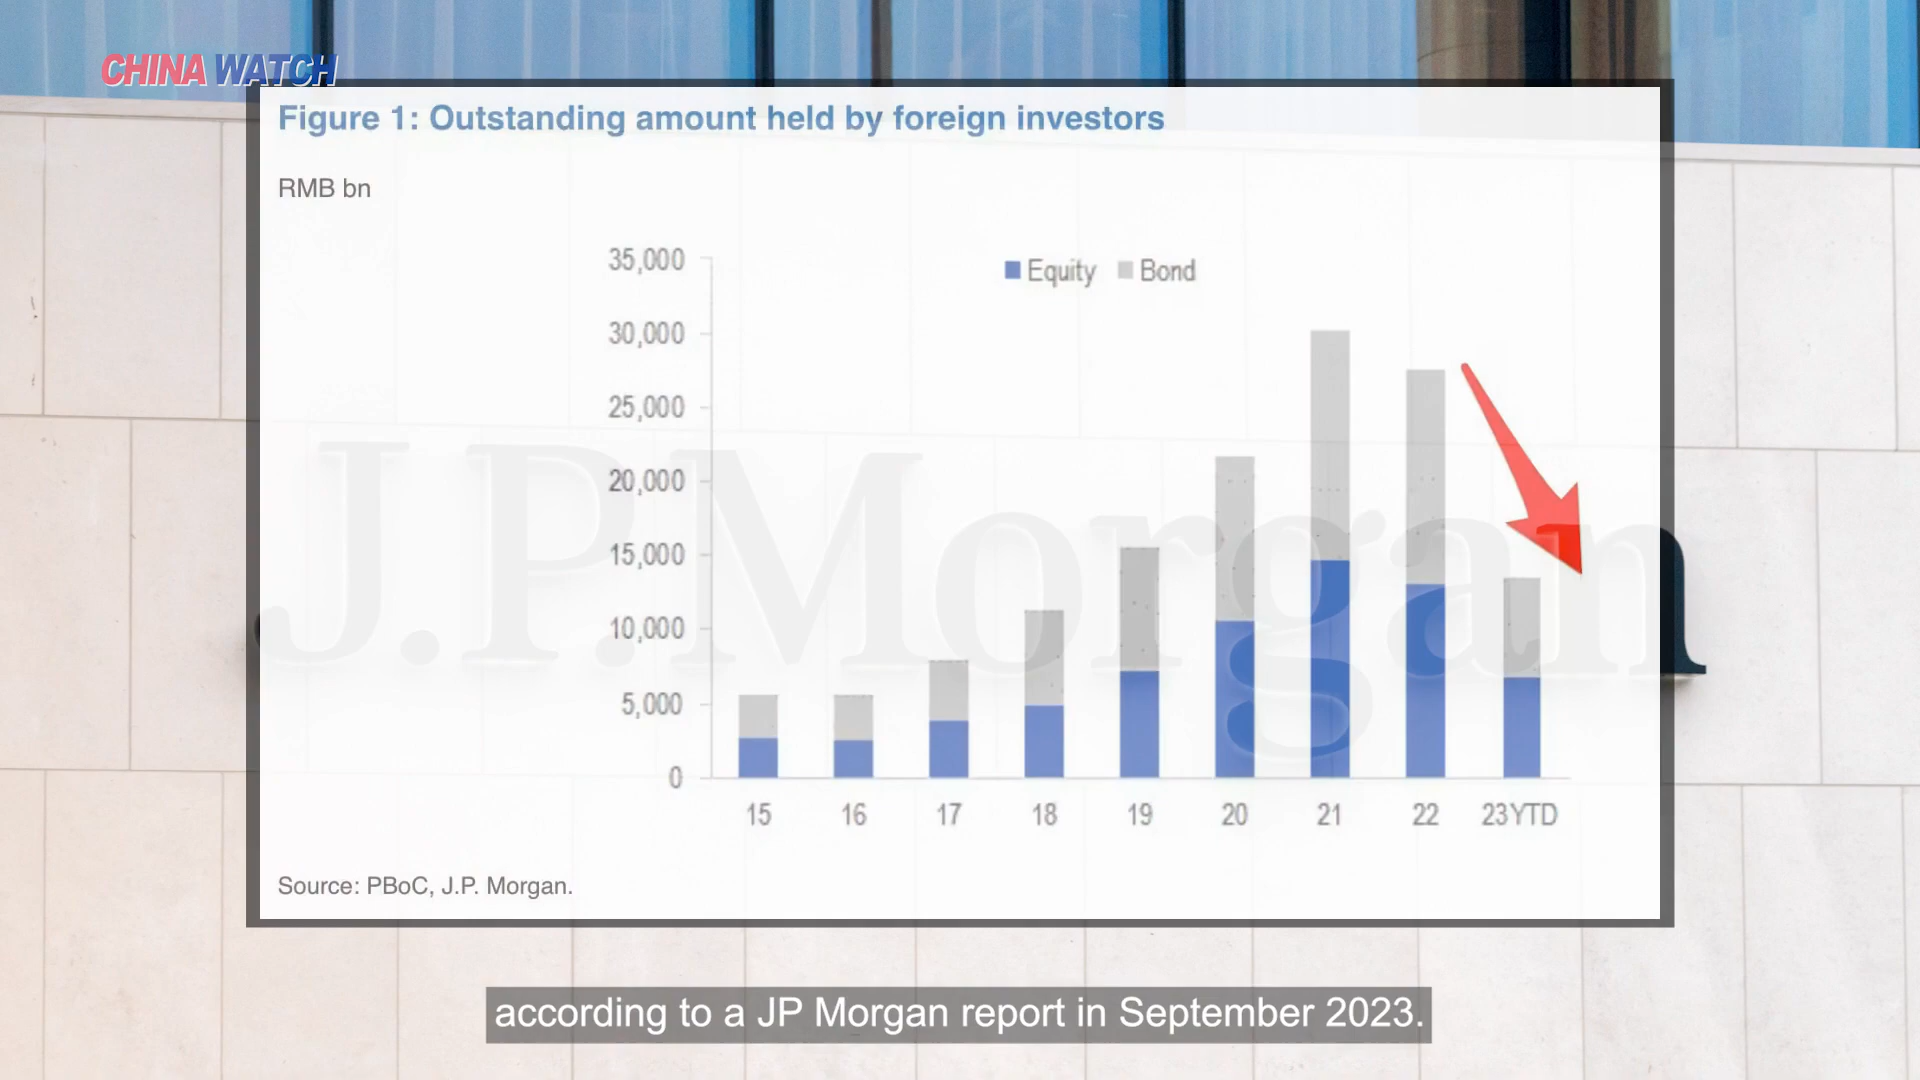 CHINA WATCH
Figure 1: Outstanding amount held by foreign investors
RMB bn
35,000
Equity Bond
30,000
25,000
20,000
15,000
10,000
5,000
0
15 16 17 18 19 20 21 22 23YTD
J.P.Morgan
Source: PBoC, J.P. Morgan.
according to a JP Morgan report in September 2023.